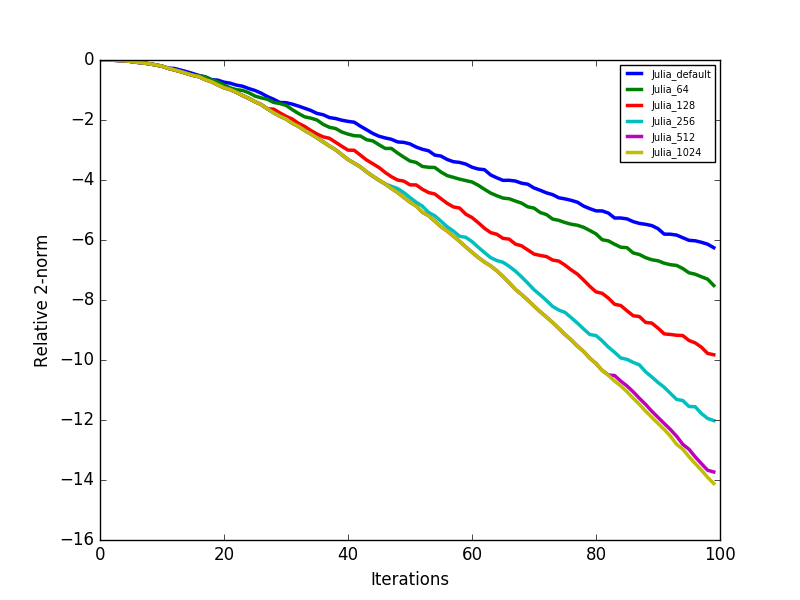 0
−2
−4
−6
−8
−10
−12
−14
−16
Relative 2-norm
0 20 40 60 80 100
Iterations
Julia_default
Julia_64
Julia_128
Julia_256
Julia_512
Julia_1024